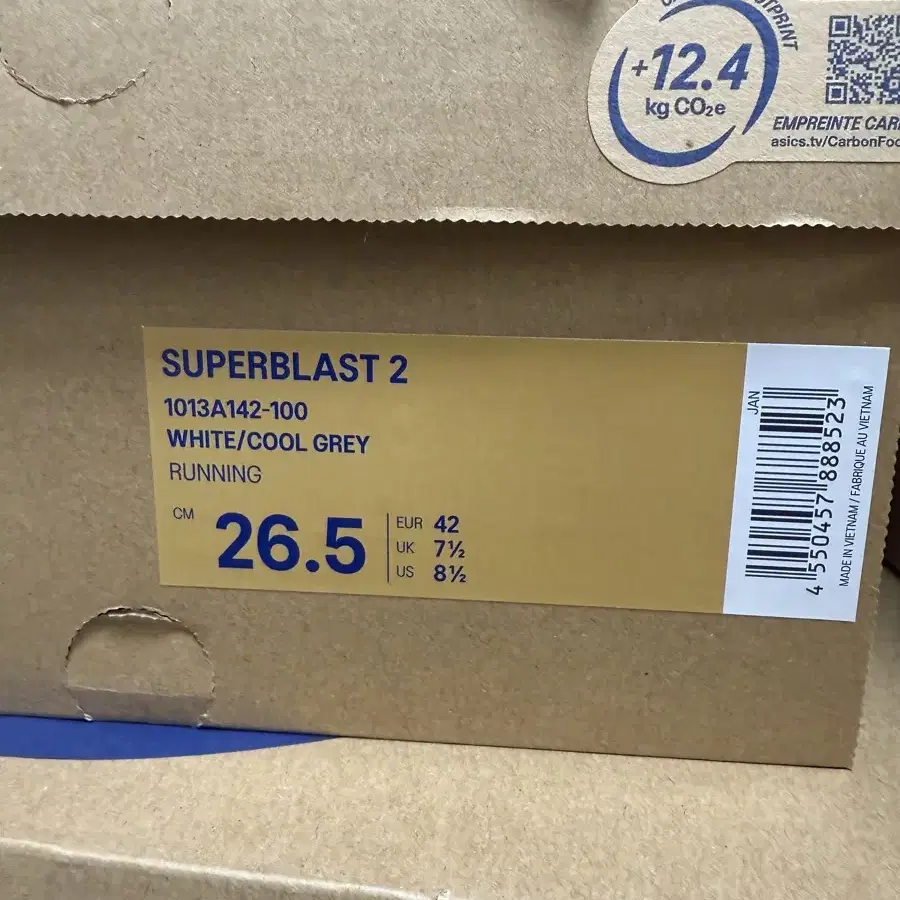 +12.4
kg CO₂e
asics.tv/CarbonFoo
EMPREINTE
SUPERBLAST 2
1013A142-100
WHITE/COOL GREY
RUNNING
CM 26.5
EUR 42
UK 7½
US 8½
JAN
4 550457 888523
MADE IN VIETNAM / FABRIQUE AU VIETNAM